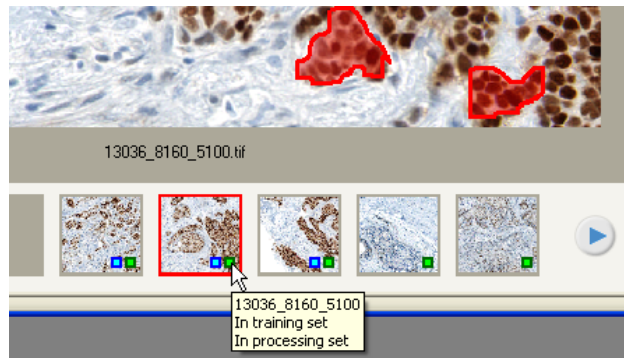 13036_8160_5100.tif
13036_8160_5100
In training set
In processing set